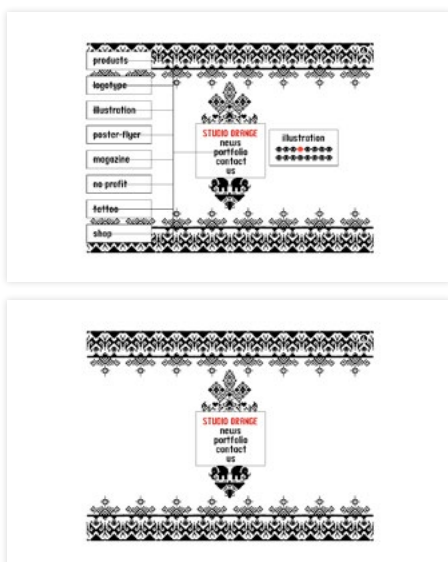 products
logotype
illustration
poster-flyer
magazine
no profit
tattoo
shop
STUDIO ORANGE
news
portfolio
contact
us
illustration
STUDIO ORANGE
news
portfolio
contact
us